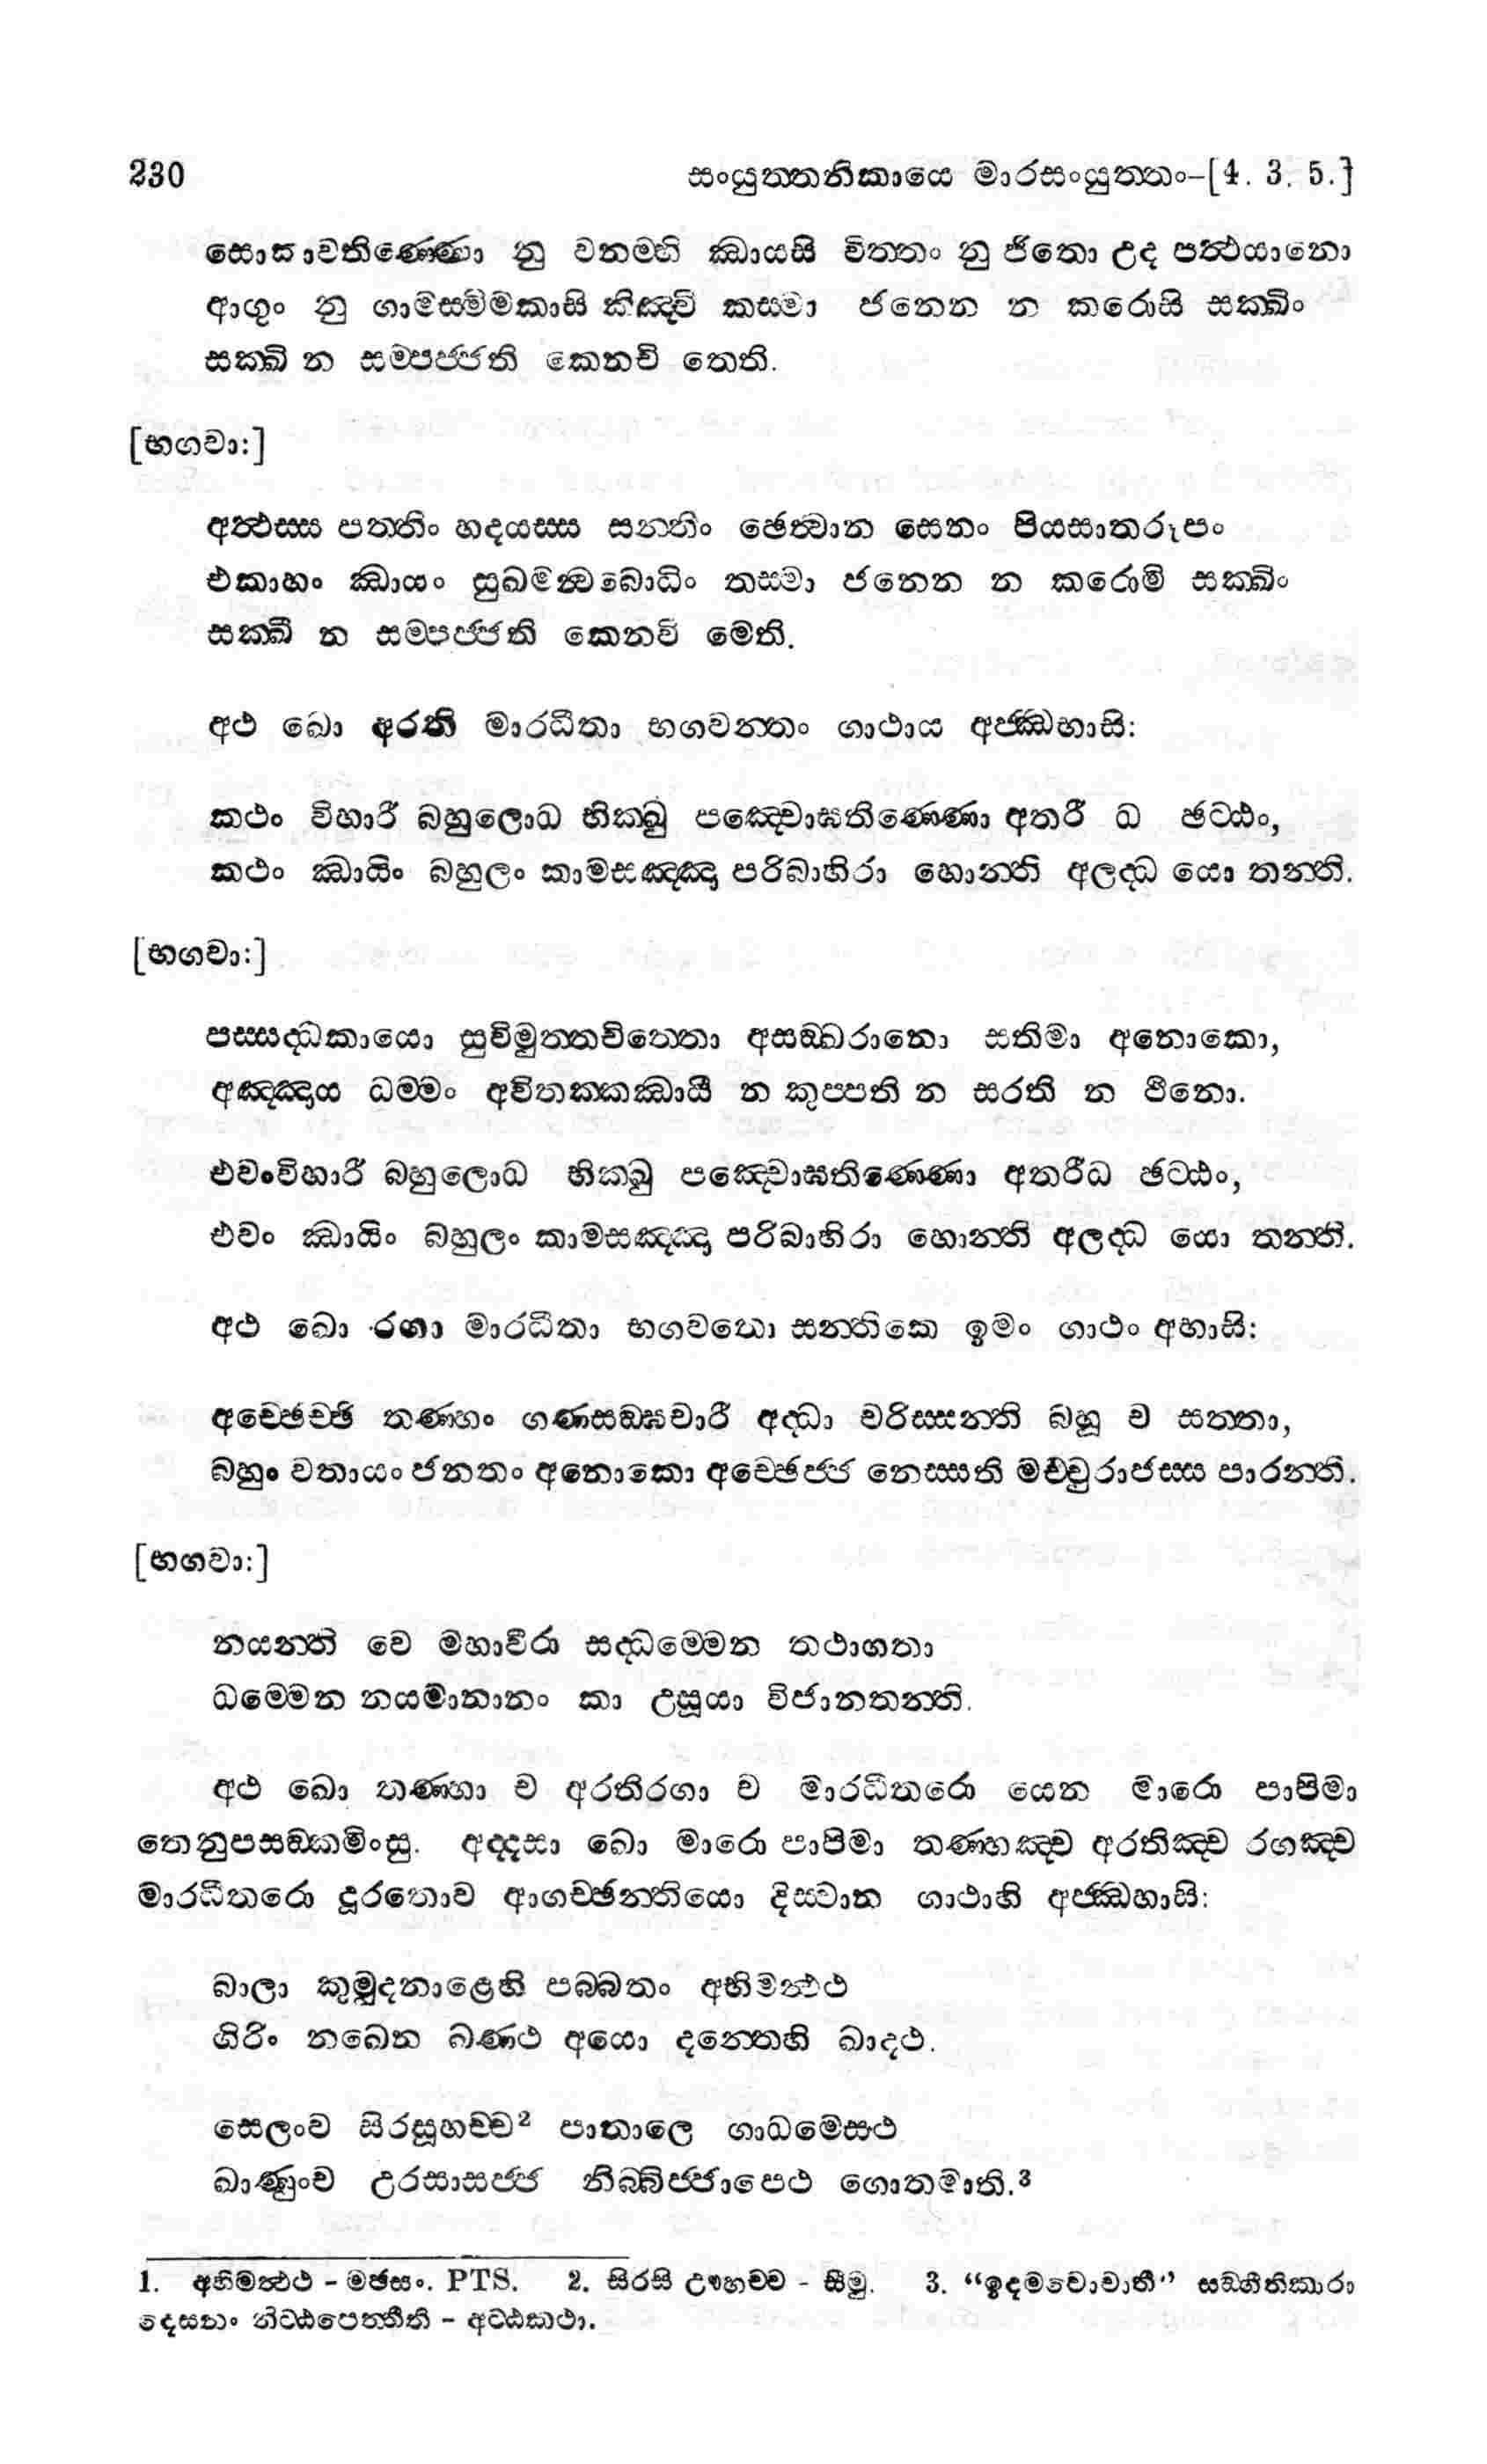 230 සංයුත්තනිකායෙ මාරසංයුත්තං–[4. 3. 5.]
සොකාවතිණ්ණො නු වනම්හි ඣායසි විත්තං නු ජිතො උද පත්ථයානො
ආගුං නු ගාමස්මිමකාසි කිඤ්චි කස්මා ජනෙන න කරොසි සක්ඛිං
සක්ඛි න සම්පජ්ජති කෙනචි තෙති.
[භගවා:]
අත්ථස්ස පත්තිං හදයස්ස සන්තිං ඡෙත්වාන සෙනං පියසාතරූපං
එකාහං ඣායං සුඛමන්වබොධිං තස්මා ජනෙන න කරොමි සක්ඛිං
සක්ඛී න සම්පජ්ජති කෙනචි මෙති.
අථ ඛො අරති මාරධීතා භගවන්තං ගාථාය අජ්ඣභාසි:
කථං විහාරී බහුලොධ භික්ඛු පඤ්චොඝතිණ්ණො අතරී ධ ඡට්ඨං,
කථං ඣායිං බහුලං කාමසඤ්ඤා පරිබාහිරා හොන්ති අලද්ධ යො තන්ති.
[භගවා:]
පස්සද්ධකායො සුවිමුත්තචිත්තො අසඞ්ඛරානො සතිමා අනොකො,
අඤ්ඤාය ධම්මං අවිතක්කඣායී න කුප්පති න සරති න ථීනො.
එවංවිහාරී බහුලොධ භික්ඛු පඤ්චොඝතිණ්ණො අතරීධ ඡට්ඨං,
එවං ඣායිං බහුලං කාමසඤ්ඤා පරිබාහිරා හොන්ති අලද්ධ යො තන්ති.
අථ ඛො රගා මාරධීතා භගවතො සන්තිකෙ ඉමං ගාථං අභාසි:
අච්ඡෙච්ඡි තණ්හං ගණසඞ්ඝචාරී අද්ධා චරිස්සන්ති බහූ ච සත්තා,
බහුං වතායං ජනතං අනොකො අච්ඡෙජ්ජ නෙස්සති මච්චුරාජස්ස පාරන්ති.
[භගවා:]
නයන්ති වෙ මහාවීරා සද්ධම්මෙන තථාගතා
ධම්මෙන නයමානානං කා උසූයා විජානතන්ති.
අථ ඛො තණ්හා ච අරතිරගා ච මාරධීතරො යෙන මාරො පාපිමා
තෙනුපසඞ්කමිංසු. අද්දසා ඛො මාරො පාපිමා තණ්හඤ්ච අරතිඤ්ච රගඤ්ච
මාරධීතරො දූරතොව ආගච්ඡන්තියො දිස්වාන ගාථාහි අජ්ඣභාසි:
බාලා කුමුදනාළෙහි පබ්බතං අභිමන්ථථ
ගිරිං නඛෙන ඛණථ අයො දන්තෙහි ඛාදථ.
සෙලංව සිරසූහච්ච² පාතාලෙ ගාධමෙසථ
ඛාණුංච උරසාසජ්ජ නිබ්බිජ්ජාපෙථ ගොතමාති.³
1. අභිමත්ථථ – මඡසං. PTS. 2. සිරසි ඌහච්ච - සීමු. 3. “ඉදමවොචාති” සඞ්ගීතිකාරා
දෙසනං නිට්ඨපෙත්තීති – අට්ඨකථා.